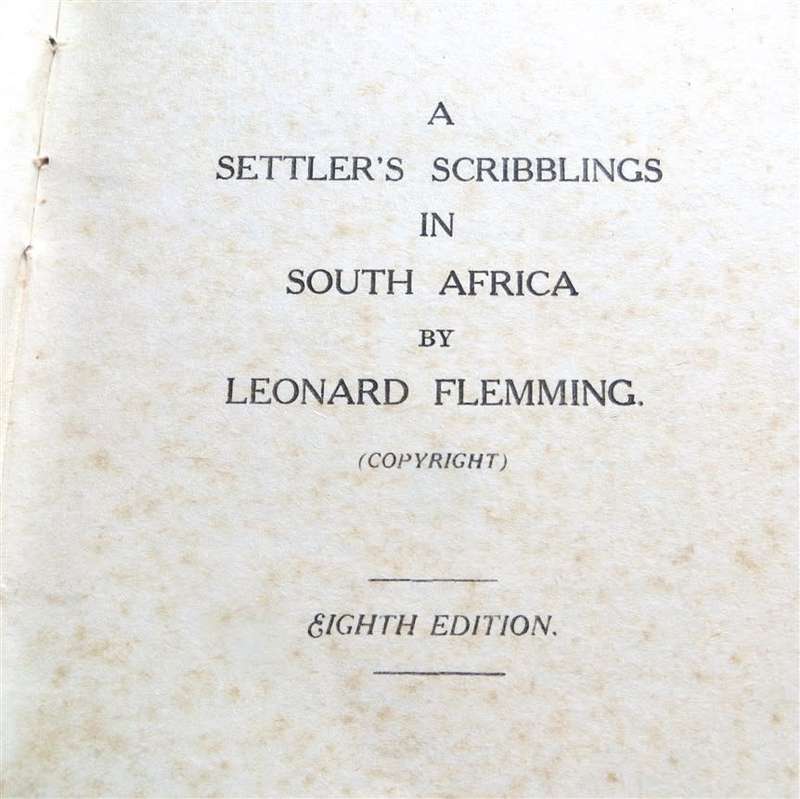 A
SETTLER'S SCRIBBLINGS
IN
SOUTH AFRICA
BY
LEONARD FLEMMING.
(COPYRIGHT)
EIGHTH EDITION.